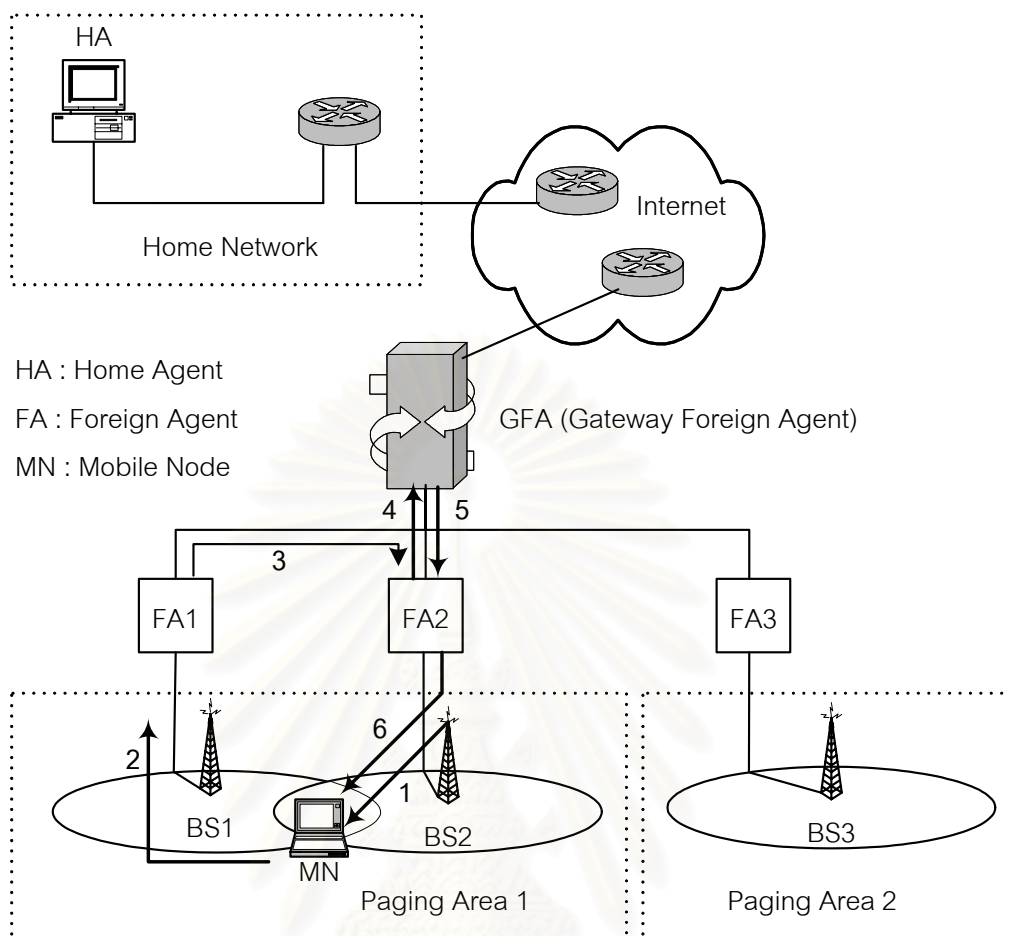 HA
Home Network
Internet
HA : Home Agent
FA : Foreign Agent
MN : Mobile Node
GFA (Gateway Foreign Agent)
4
5
3
FA1
FA2
FA3
2
6
1
BS1
BS2
BS3
MN
Paging Area 1
Paging Area 2